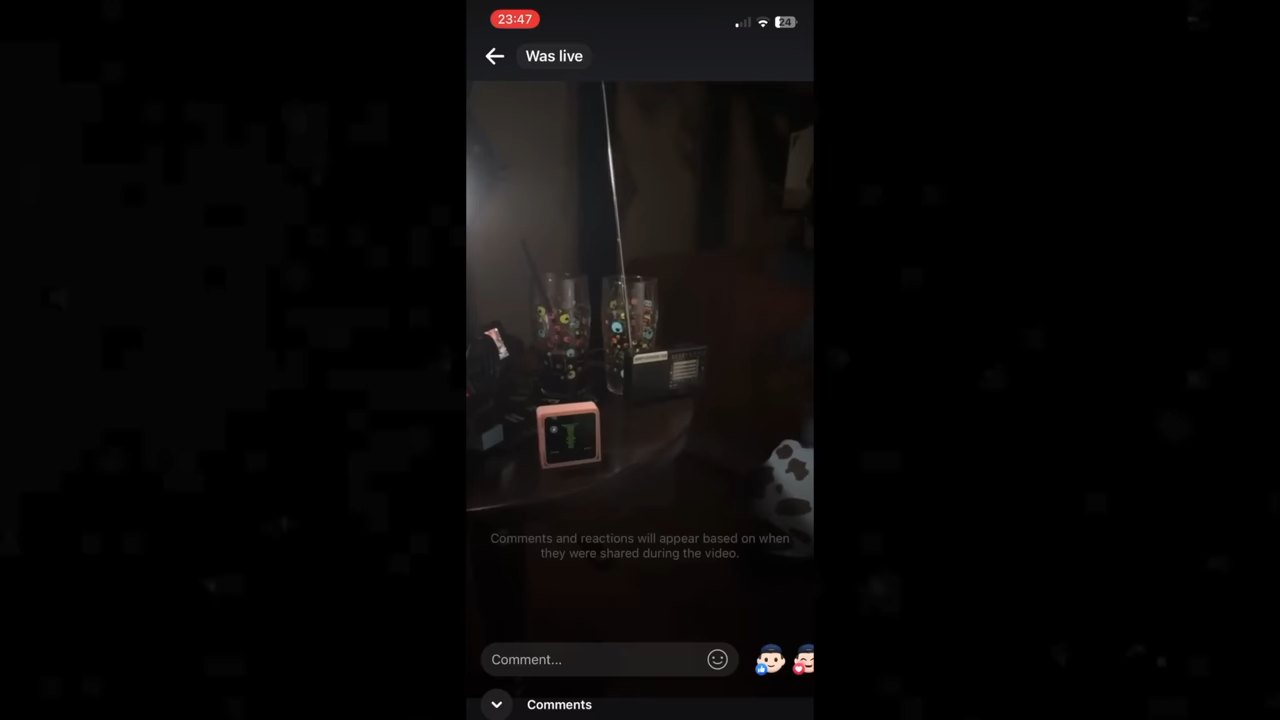 23:47
24
Was live
Comments and reactions will appear based on when
they were shared during the video.
Comment...
Comments